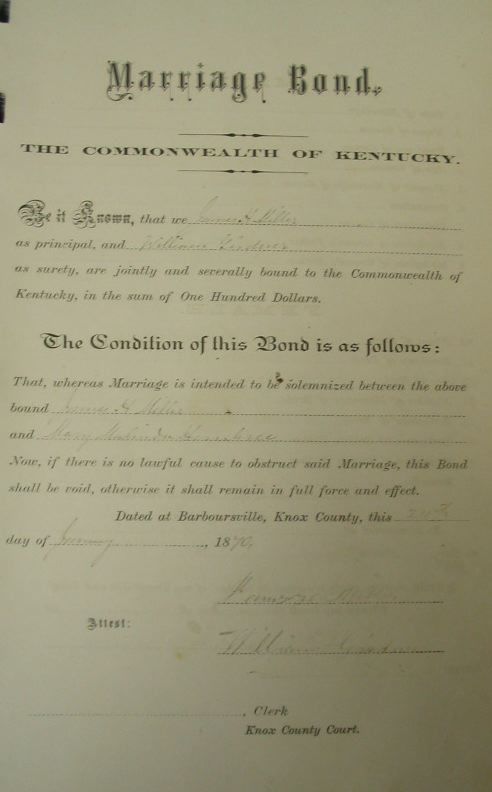 Marriage Bond.
THE COMMONWEALTH OF KENTUCKY.
Be it Known, that we James H Miller
as principal, and William
as surety, are jointly and severally bound to the Commonwealth of
Kentucky, in the sum of One Hundred Dollars.
The Condition of this Bond is as follows:
That, whereas Marriage is intended to be solemnized between the above
bound James H Miller
and Mary Malinda
Now, if there is no lawful cause to obstruct said Marriage, this Bond
shall be void, otherwise it shall remain in full force and effect.
Dated at Barboursville, Knox County, this
day of January, 1870,
Attest:
William
, Clerk
Knox County Court.